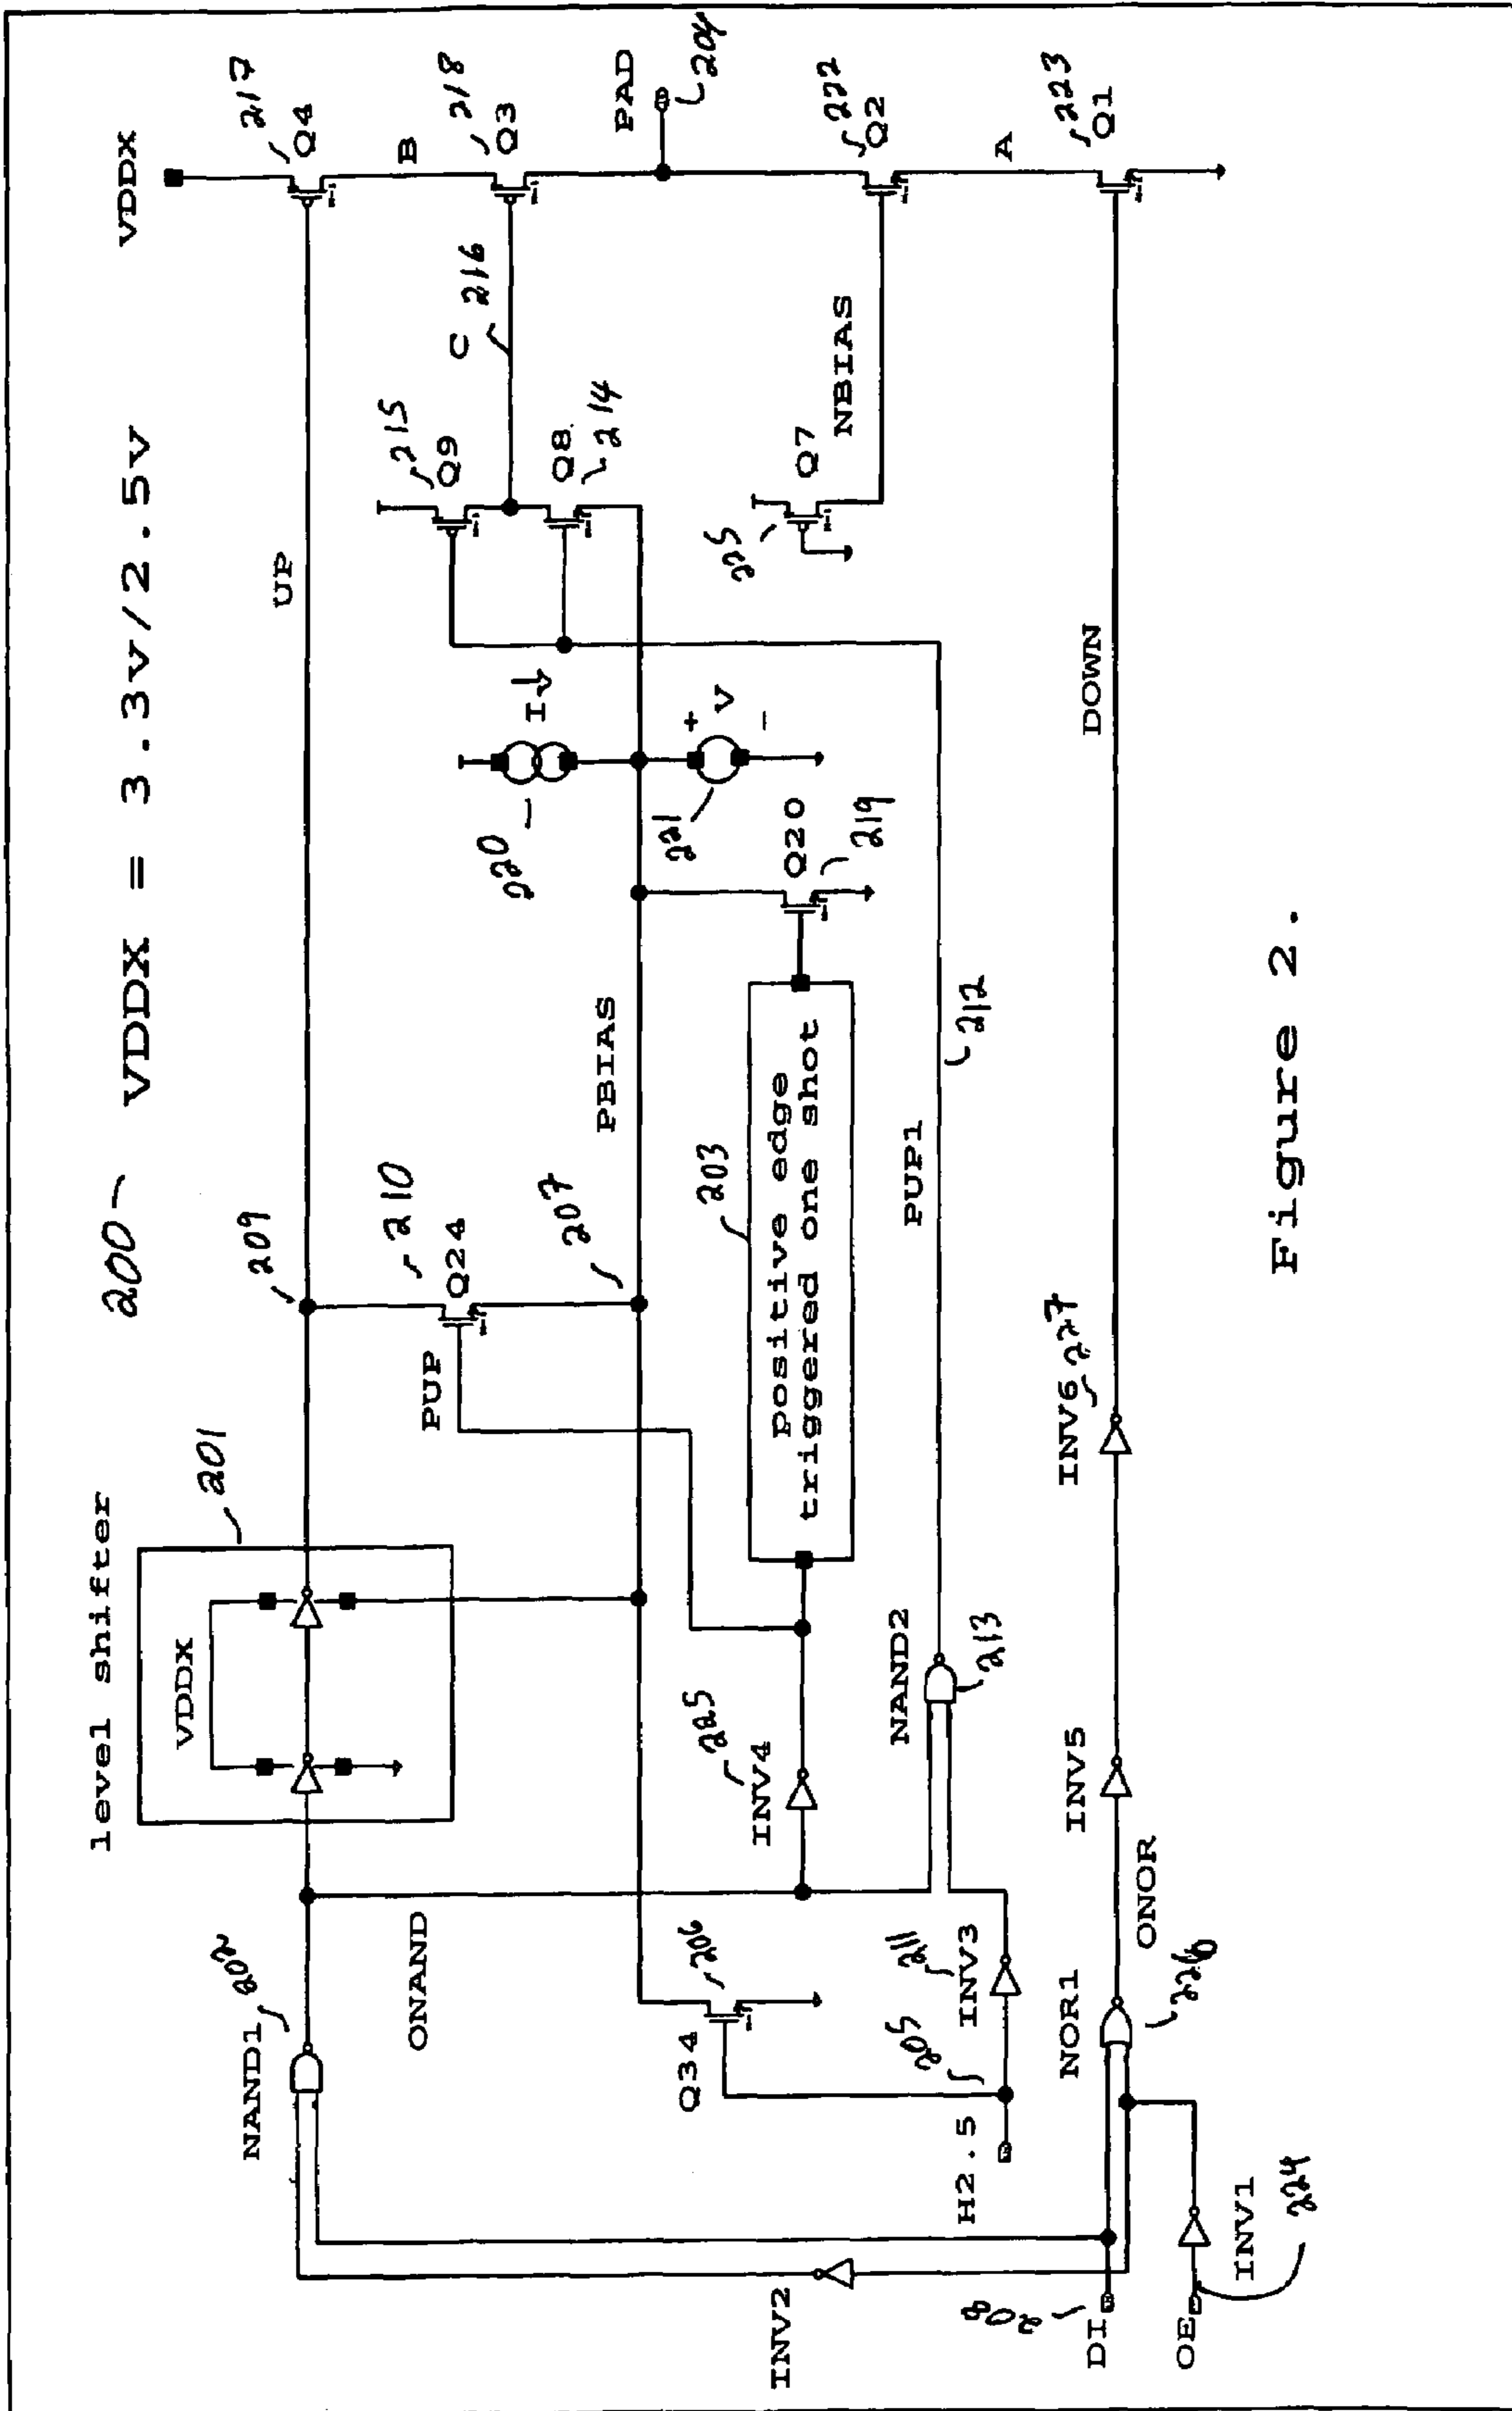 200
VDDX = 3.3v/2.5v
level shifter
201
VDDX
209
UP
VDDX
217
Q4
B
NAND1
202
ONAND
PUP
210
Q24
207
PBIAS
215
Q9
Q8
214
C
216
218
Q3
PAD
204
220
I
221
+
V
-
Q34
206
INV4
225
203
positive edge
triggered one shot
Q20
219
225
Q7
NBIAS
222
Q2
A
INV2
H2.5
205
211
INV3
NAND2
213
PUP1
212
208
DI
OE
INV1
224
NOR1
226
ONOR
INV5
INV6
227
DOWN
223
Q1
Figure 2.